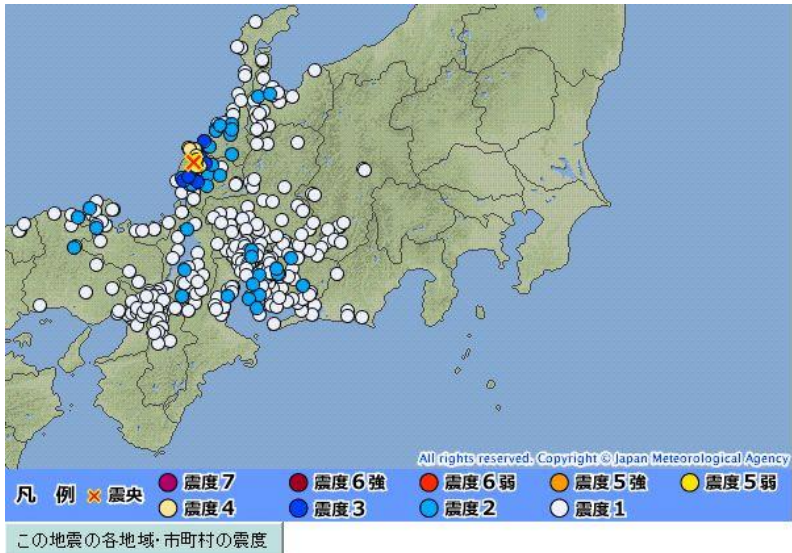 All rights reserved. Copyright © Japan Meteorological Agency
凡 例 震央 震度7 震度6強 震度6弱 震度5強 震度5弱
震度4 震度3 震度2 震度1
この地震の各地域・市町村の震度